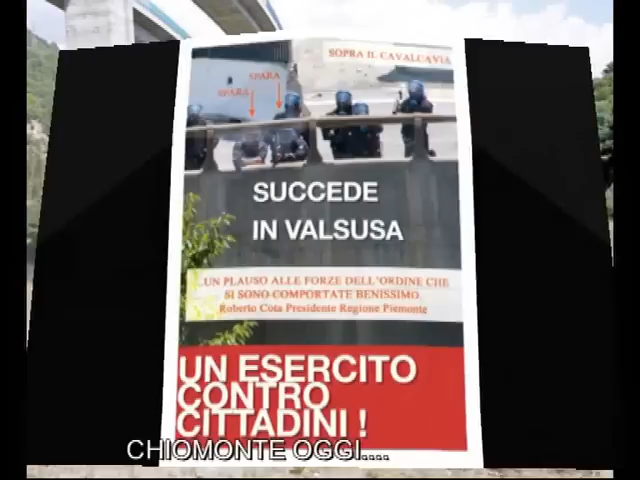 SOPRA IL CAVALCAVIA
SPARA
SPARA
SUCCEDE
IN VALSUSA
...UN PLAUSO ALLE FORZE DELL'ORDINE CHE
SI SONO COMPORTATE BENISSIMO.
Roberto Cota Presidente Regione Piemonte
UN ESERCITO
CONTRO
CITTADINI !
CHIOMONTE OGGI....